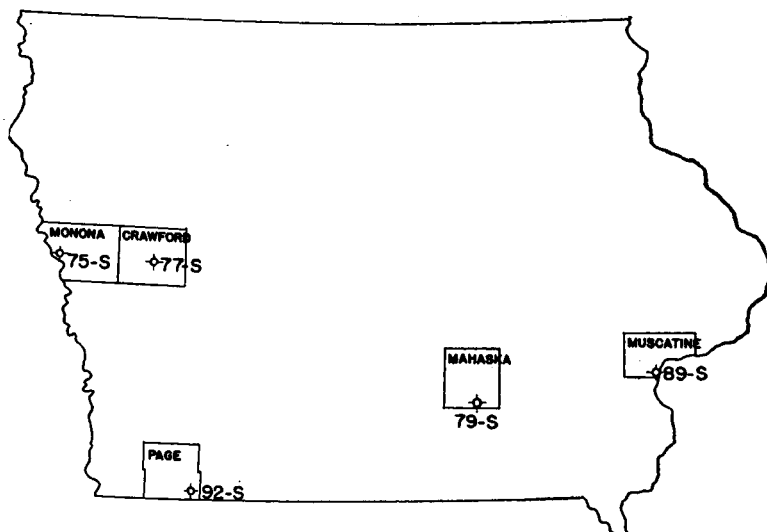 MONONA
CRAWFORD
75-S
77-S
MUSCATINE
MAHASKA
89-S
79-S
PAGE
92-S